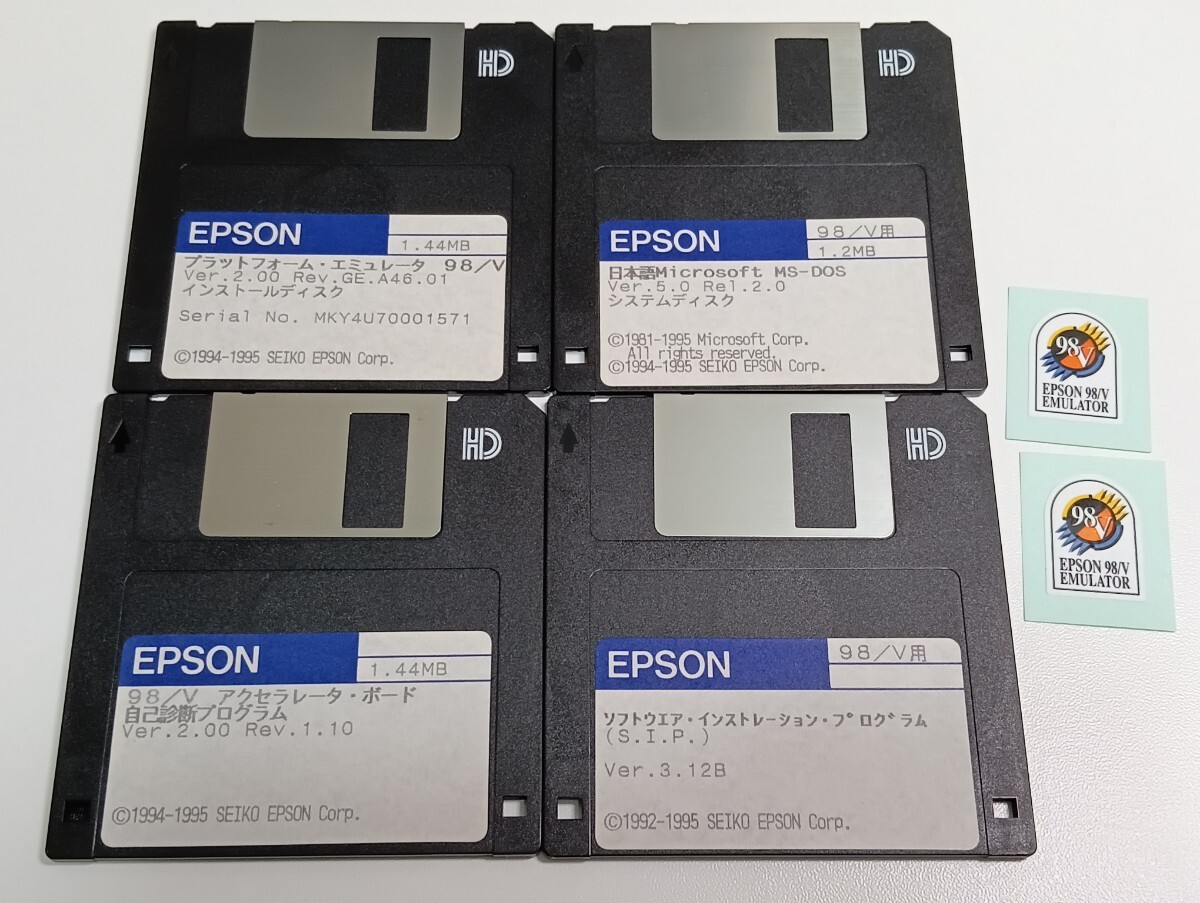 HD
EPSON
1.44MB
プラットフォーム・エミュレータ 98/V
Ver.2.00 Rev.GE.A46.01
インストールディスク
Serial No. MKY4U70001571
©1994-1995 SEIKO EPSON Corp.
HD
EPSON
98/V用
1.2MB
日本語Microsoft MS-DOS
Ver.5.0 Rel.2.0
システムディスク
©1981-1995 Microsoft Corp.
All rights reserved.
©1994-1995 SEIKO EPSON Corp.
98/V
EPSON 98/V
EMULATOR
HD
EPSON
1.44MB
98/V アクセラレータ・ボード
自己診断プログラム
Ver.2.00 Rev.1.10
©1994-1995 SEIKO EPSON Corp.
HD
EPSON
98/V用
ソフトウエア・インストレーション・プログラム
(S.I.P.)
Ver.3.12B
©1992-1995 SEIKO EPSON Corp.
98/V
EPSON 98/V
EMULATOR